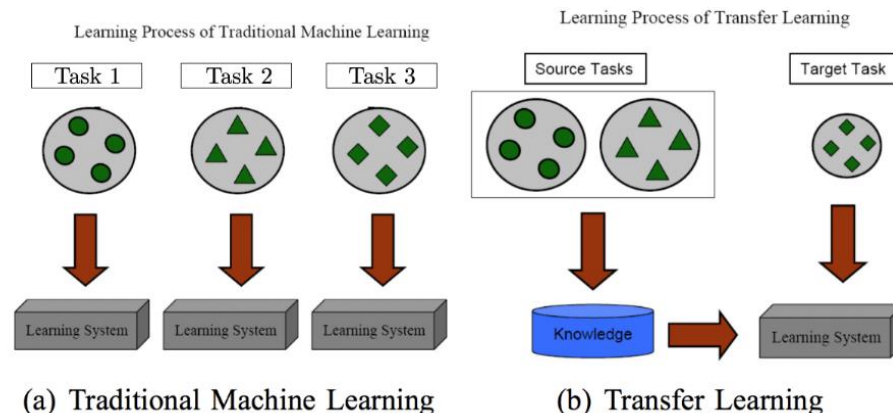 Learning Process of Traditional Machine Learning
Task 1 Task 2 Task 3
Learning System Learning System Learning System
(a) Traditional Machine Learning
Learning Process of Transfer Learning
Source Tasks Target Task
Knowledge Learning System
(b) Transfer Learning